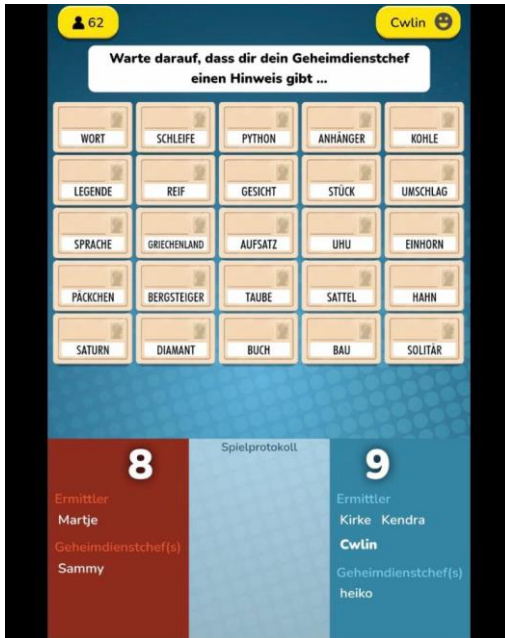 62
Cwlin
Warte darauf, dass dir dein Geheimdienstchef
einen Hinweis gibt ...
WORT SCHLEIFE PYTHON ANHÄNGER KOHLE
LEGENDE REIF GESICHT STÜCK UMSCHLAG
SPRACHE GRIECHENLAND AUFSATZ UHU EINHORN
PÄCKCHEN BERGSTEIGER TAUBE SATTEL HAHN
SATURN DIAMANT BUCH BAU SOLITÄR
8
Ermittler
Martje
Geheimdienstchef(s)
Sammy
Spielprotokoll
9
Ermittler
Kirke Kendra
Cwlin
Geheimdienstchef(s)
heiko